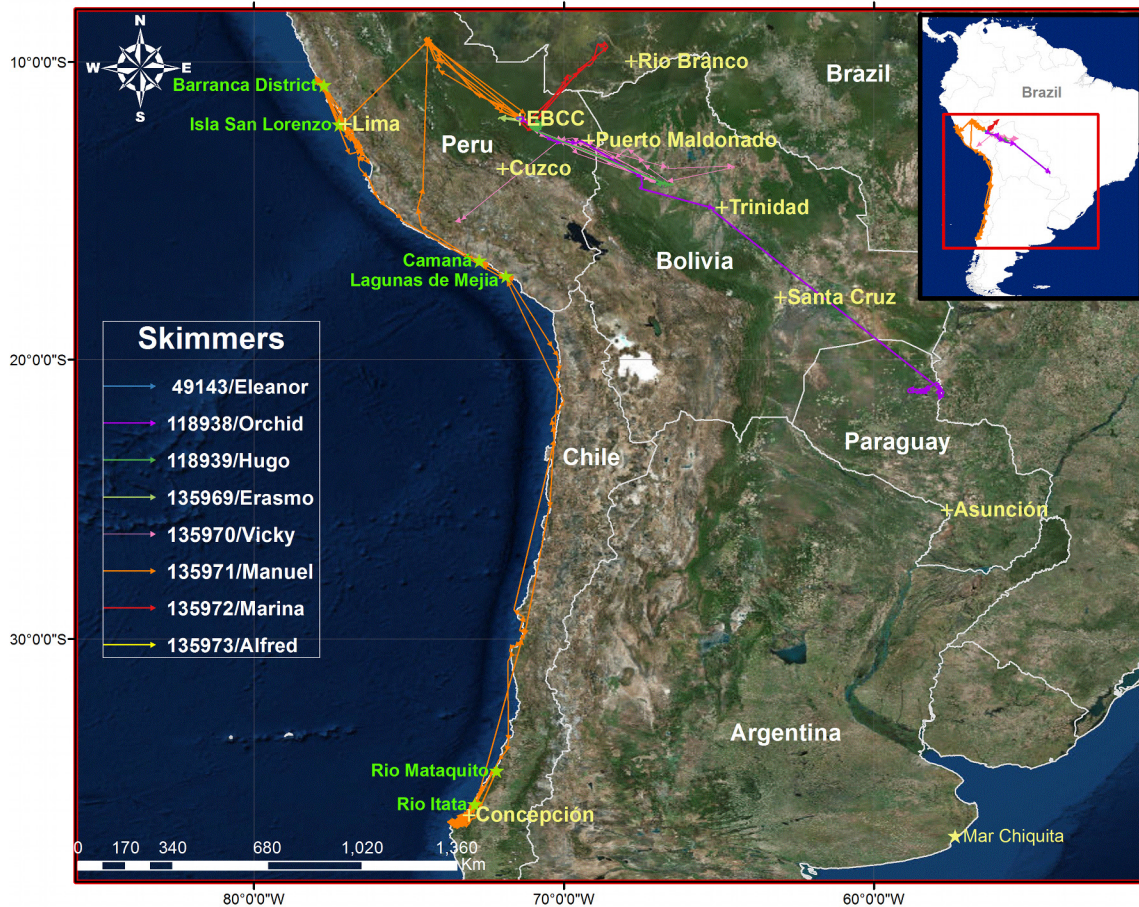 N
W E
S
10°0'0"S
20°0'0"S
30°0'0"S
Barranca District
Isla San Lorenzo
Lima
Rio Branco
Brazil
EBCC
Peru
Puerto Maldonado
Cuzco
Trinidad
Camana
Bolivia
Lagunas de Mejia
Santa Cruz
Brazil
Skimmers
49143/Eleanor
118938/Orchid
118939/Hugo
135969/Erasmo
135970/Vicky
135971/Manuel
135972/Marina
135973/Alfred
Chile
Paraguay
Asunción
Argentina
Rio Mataquito
Rio Itata
Concepción
Mar Chiquita
0 170 340 680 1,020 1,360
Km
80°0'0"W 70°0'0"W 60°0'0"W